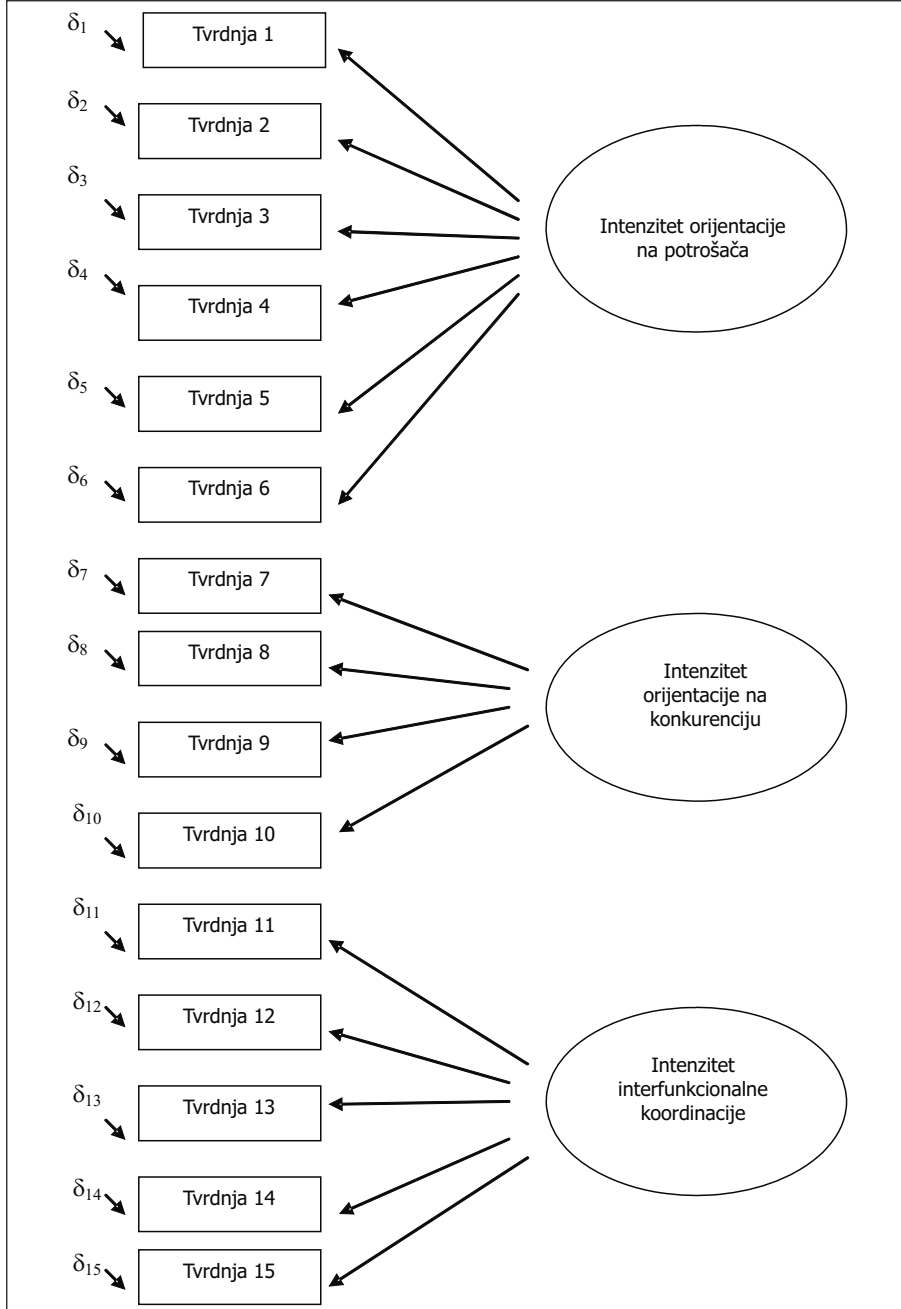 δ1
Tvrdnja 1
δ2
Tvrdnja 2
δ3
Tvrdnja 3
δ4
Tvrdnja 4
δ5
Tvrdnja 5
δ6
Tvrdnja 6
Intenzitet orijentacije
na potrošača
δ7
Tvrdnja 7
δ8
Tvrdnja 8
δ9
Tvrdnja 9
δ10
Tvrdnja 10
Intenzitet
orijentacije na
konkurenciju
δ11
Tvrdnja 11
δ12
Tvrdnja 12
δ13
Tvrdnja 13
δ14
Tvrdnja 14
δ15
Tvrdnja 15
Intenzitet
interfunkcionalne
koordinacije